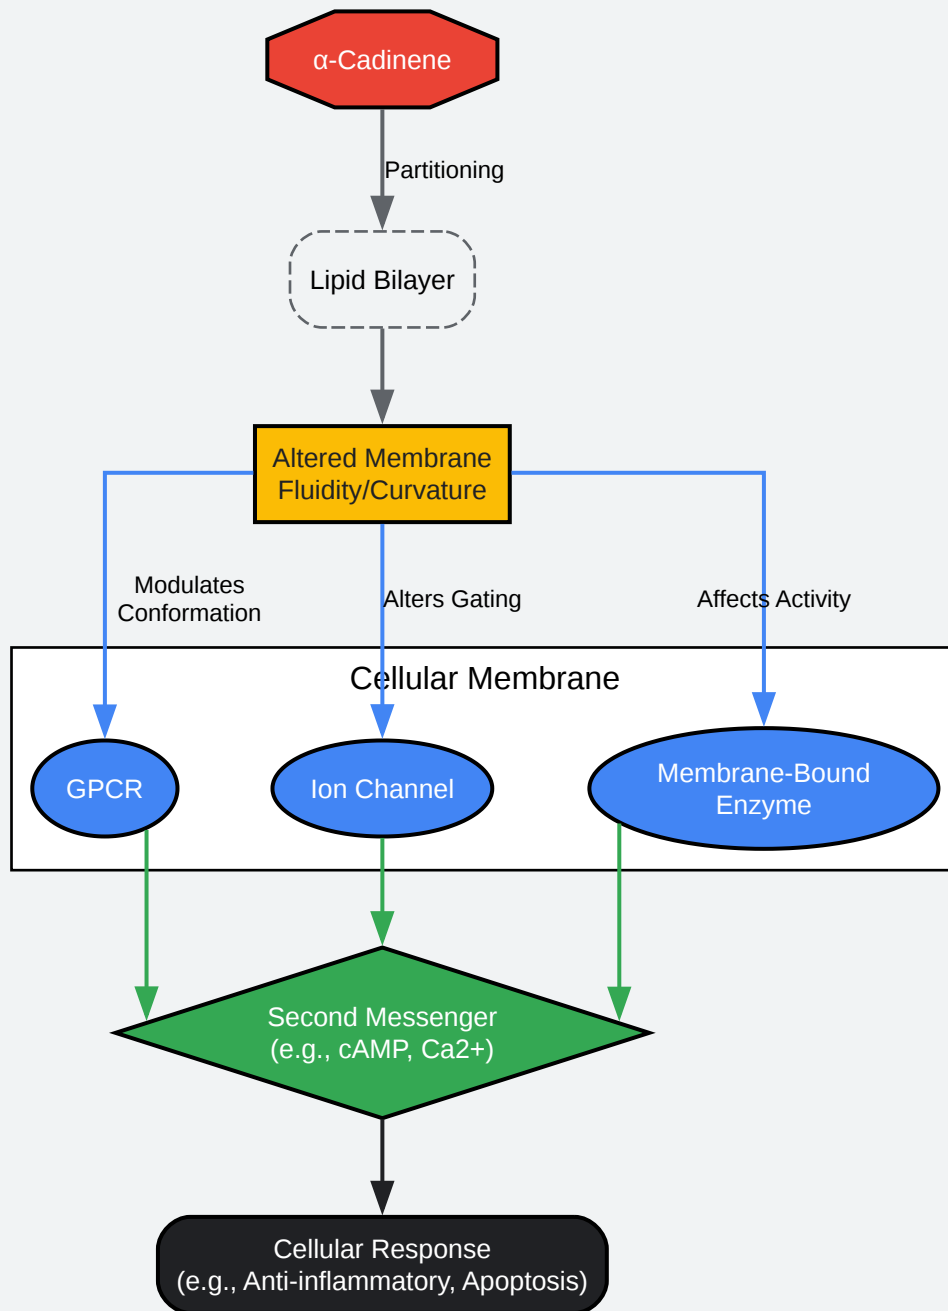 α-Cadinene
Partitioning
Lipid Bilayer
Altered Membrane
Fluidity/Curvature
Modulates
Conformation
Alters Gating
Affects Activity
Cellular Membrane
GPCR
Ion Channel
Membrane-Bound
Enzyme
Second Messenger
(e.g., cAMP, Ca2+)
Cellular Response
(e.g., Anti-inflammatory, Apoptosis)